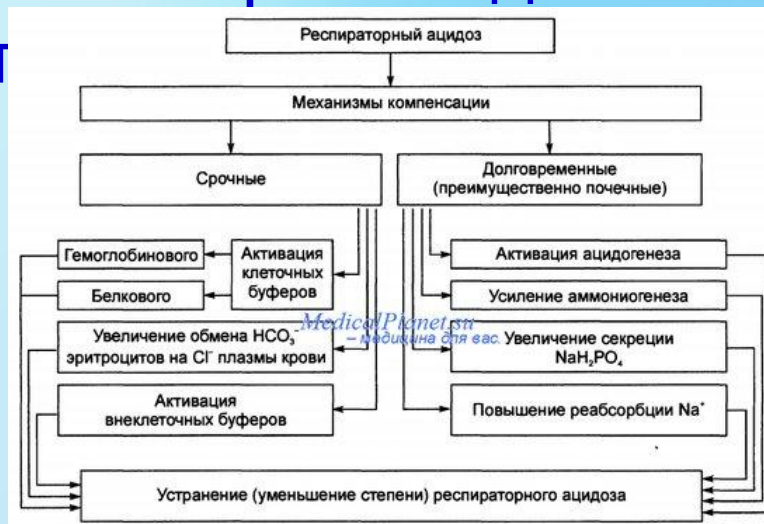 Респираторный ацидоз
Механизмы компенсации
Срочные
Долговременные
(преимущественно почечные)
Гемоглобинового
Белкового
Активация
клеточных
буферов
Увеличение обмена HCO₃⁻
эритроцитов на Cl⁻ плазмы крови
Активация
внеклеточных буферов
Активация ацидогенеза
Усиление аммониогенеза
MedicalPlanet.su
– медицина для вас.
Увеличение секреции
NaH₂PO₄
Повышение реабсорбции Na⁺
Устранение (уменьшение степени) респираторного ацидоза